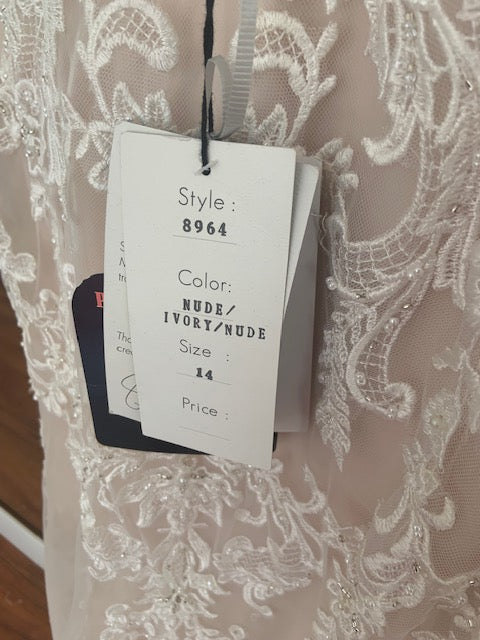 Style :
8964
Color:
NUDE/
IVORY/NUDE
Size :
14
Price :